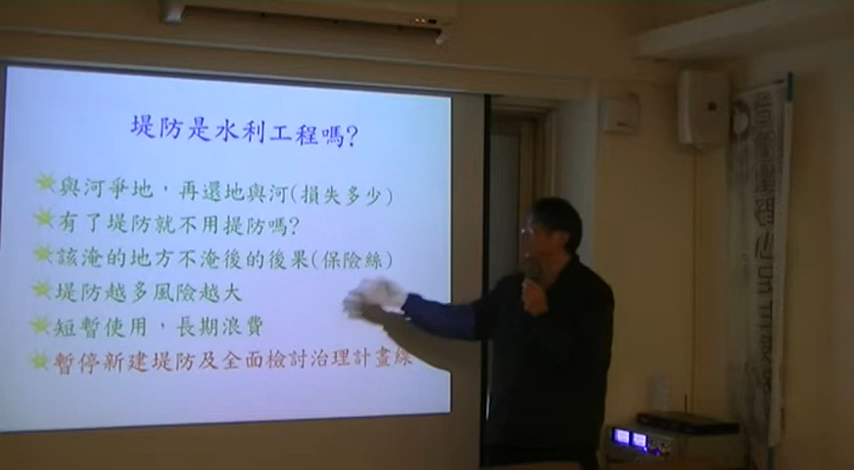 堤防是水利工程嗎?
與河爭地，再還地與河(損失多少)
有了堤防就不用提防嗎?
該淹的地方不淹後的後果(保險絲)
堤防越多風險越大
短暫使用，長期浪費
暫停新建堤防及全面檢討治理計畫線